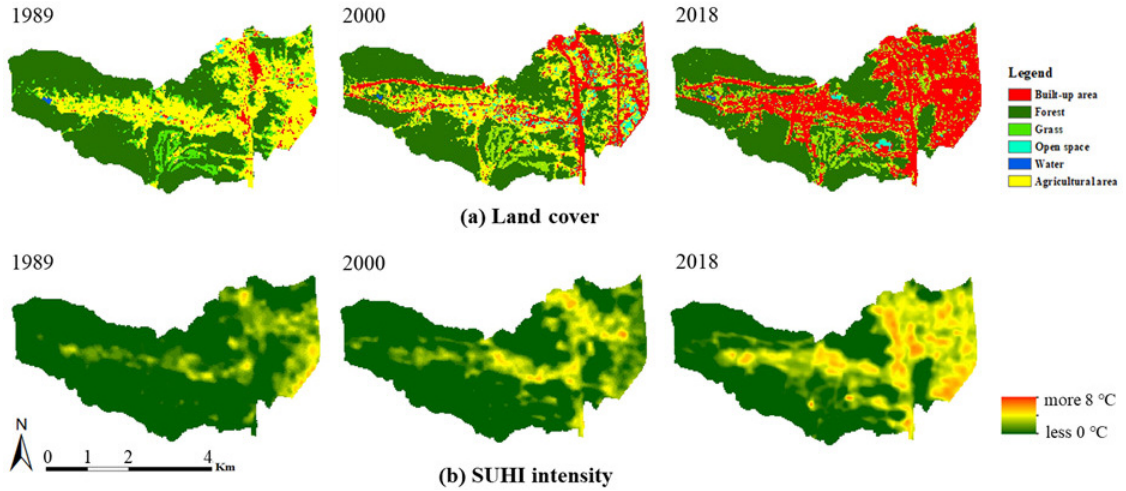 1989
2000
2018
Legend
Built-up area
Forest
Grass
Open space
Water
Agricultural area
(a) Land cover
1989
2000
2018
more 8 °C
less 0 °C
N
0 1 2 4 Km
(b) SUHI intensity